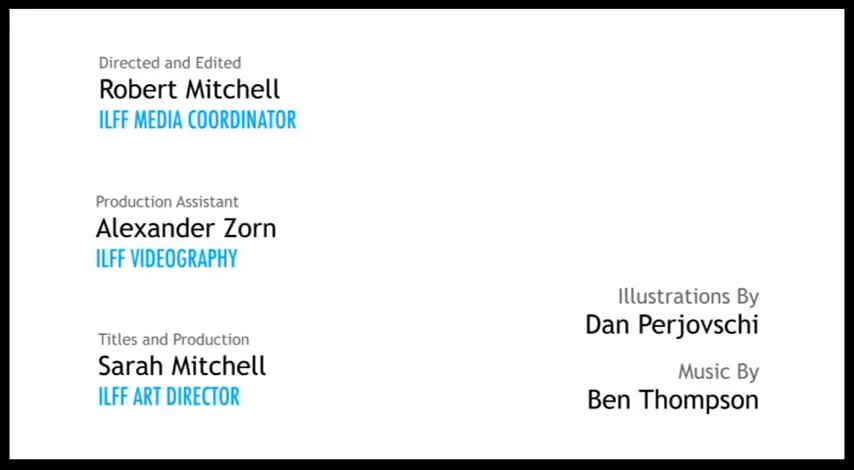 Directed and Edited
Robert Mitchell
ILFF MEDIA COORDINATOR
Production Assistant
Alexander Zorn
ILFF VIDEOGRAPHY
Titles and Production
Sarah Mitchell
ILFF ART DIRECTOR
Illustrations By
Dan Perjovschi
Music By
Ben Thompson